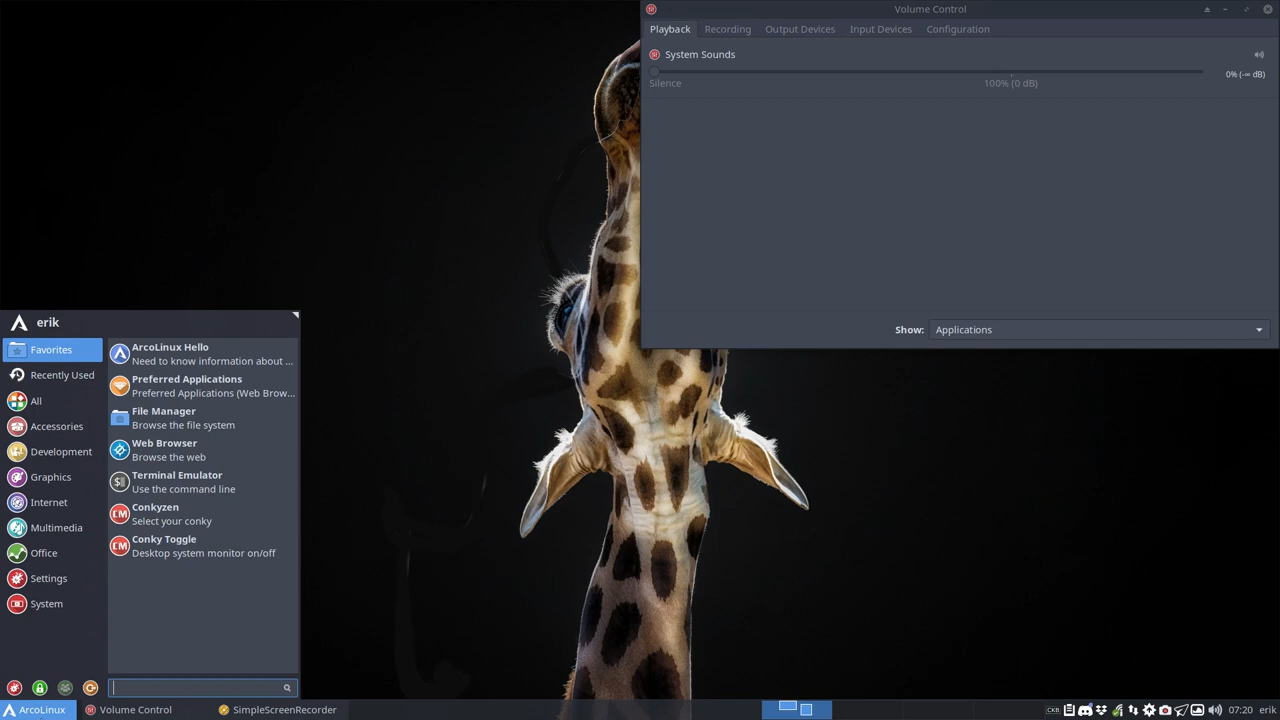 Volume Control
Playback Recording Output Devices Input Devices Configuration
System Sounds
0% (-∞ dB)
Silence 100% (0 dB)
Show: Applications
erik
Favorites
Recently Used
All
Accessories
Development
Graphics
Internet
Multimedia
Office
Settings
System
ArcoLinux Hello
Need to know information about ...
Preferred Applications
Preferred Applications (Web Brow...
File Manager
Browse the file system
Web Browser
Browse the web
Terminal Emulator
Use the command line
Conkyzen
Select your conky
Conky Toggle
Desktop system monitor on/off
ArcoLinux Volume Control SimpleScreenRecorder CKB 07:20 erik